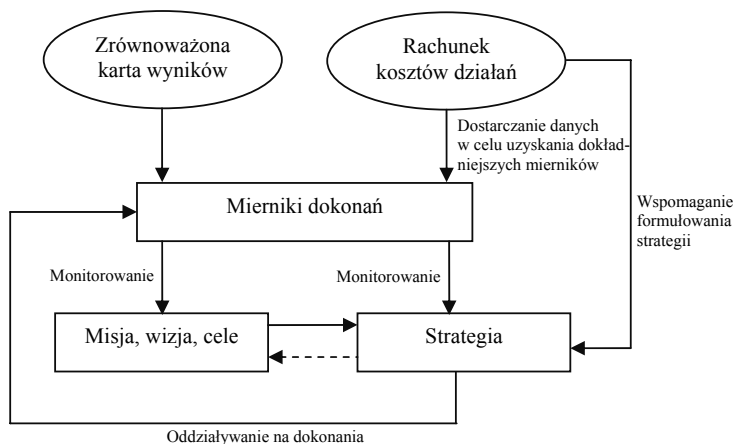 Zrównoważona
karta wyników
Rachunek
kosztów działań
Dostarczanie danych
w celu uzyskania dokład-
niejszych mierników
Mierniki dokonań
Wspomaganie
formułowania
strategii
Monitorowanie
Monitorowanie
Misja, wizja, cele
Strategia
Oddziaływanie na dokonania